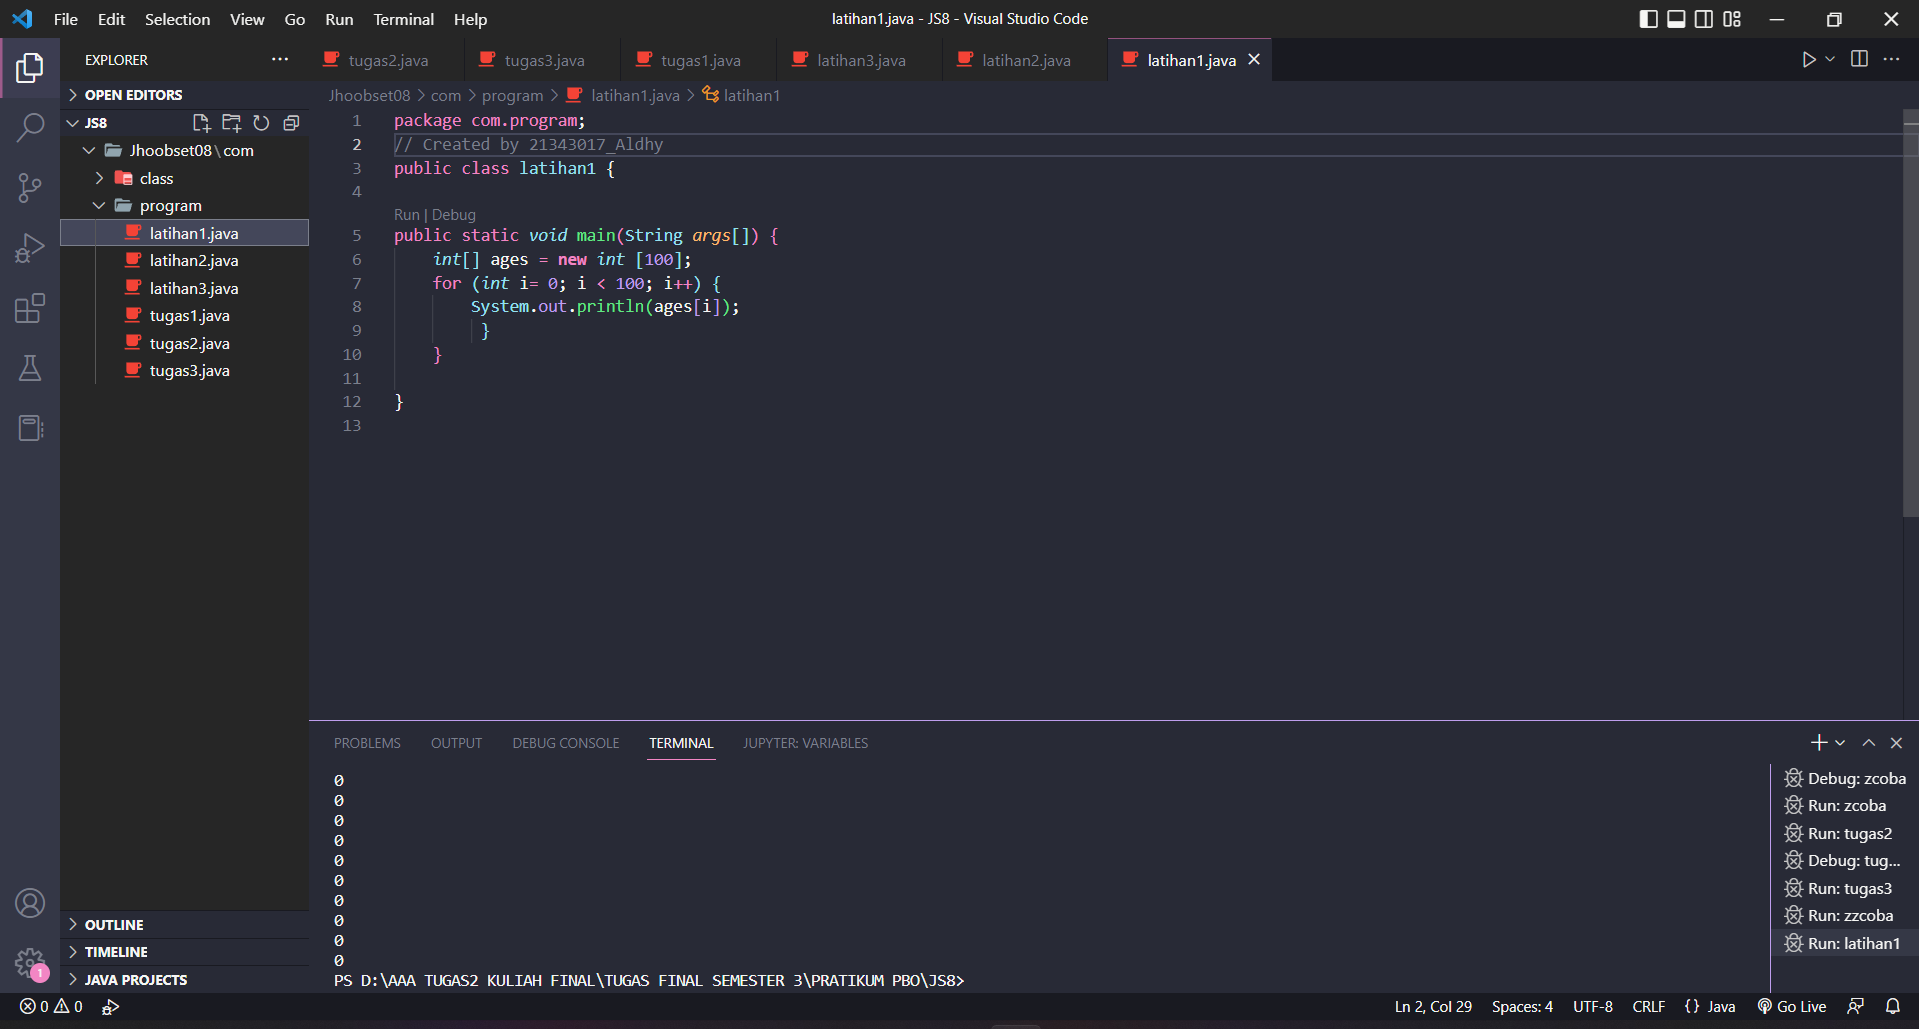 File Edit Selection View Go Run Terminal Help
latihan1.java - JS8 - Visual Studio Code
EXPLORER
OPEN EDITORS
JS8
Jhoobset08\com
class
program
latihan1.java
latihan2.java
latihan3.java
tugas1.java
tugas2.java
tugas3.java
OUTLINE
TIMELINE
JAVA PROJECTS
1
tugas2.java tugas3.java tugas1.java latihan3.java latihan2.java latihan1.java
Jhoobset08 > com > program > latihan1.java > latihan1
1 package com.program;
2 // Created by 21343017_Aldhy
3 public class latihan1 {
4
Run | Debug
5 public static void main(String args[]) {
6 int[] ages = new int [100];
7 for (int i= 0; i < 100; i++) {
8 System.out.println(ages[i]);
9 }
10 }
11
12 }
13
PROBLEMS OUTPUT DEBUG CONSOLE TERMINAL JUPYTER: VARIABLES
0
0
0
0
0
0
0
0
0
0
PS D:\AAA TUGAS2 KULIAH FINAL\TUGAS FINAL SEMESTER 3\PRATIKUM PBO\JS8>
Debug: zcoba
Run: zcoba
Run: tugas2
Debug: tug...
Run: tugas3
Run: zzcoba
Run: latihan1
0 0
Ln 2, Col 29 Spaces: 4 UTF-8 CRLF {} Java Go Live